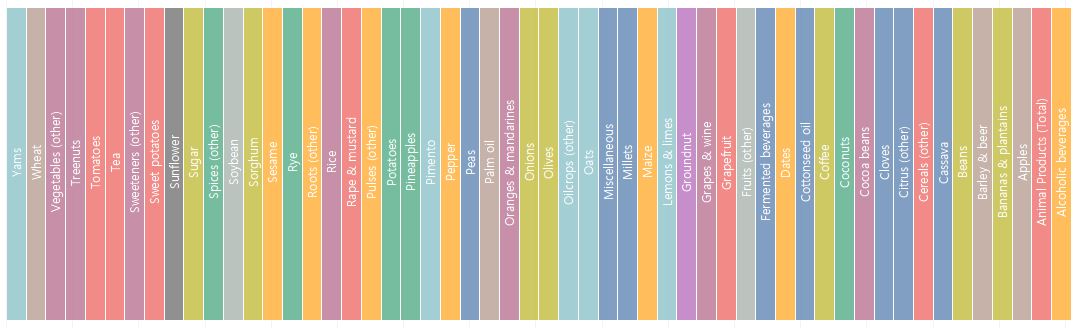 Yams
Wheat
Vegetables (other)
Treenuts
Tomatoes
Tea
Sweeteners (other)
Sweet potatoes
Sunflower
Sugar
Spices (other)
Soybean
Sorghum
Sesame
Rye
Roots (other)
Rice
Rape & mustard
Pulses (other)
Potatoes
Pineapples
Pimento
Pepper
Peas
Palm oil
Oranges & mandarines
Onions
Olives
Oilcrops (other)
Oats
Miscellaneous
Millets
Maize
Lemons & limes
Groundnut
Grapes & wine
Grapefruit
Fruits (other)
Fermented beverages
Dates
Cottonseed oil
Coffee
Coconuts
Cocoa beans
Cloves
Citrus (other)
Cereals (other)
Cassava
Beans
Barley & beer
Bananas & plantains
Apples
Animal Products (Total)
Alcoholic beverages